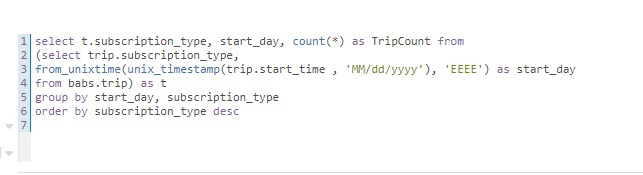 1 select t.subscription_type, start_day, count(*) as TripCount from
2 (select trip.subscription_type,
3 from_unixtime(unix_timestamp(trip.start_time , 'MM/dd/yyyy'), 'EEEE') as start_day
4 from babs.trip) as t
5 group by start_day, subscription_type
6 order by subscription_type desc
7